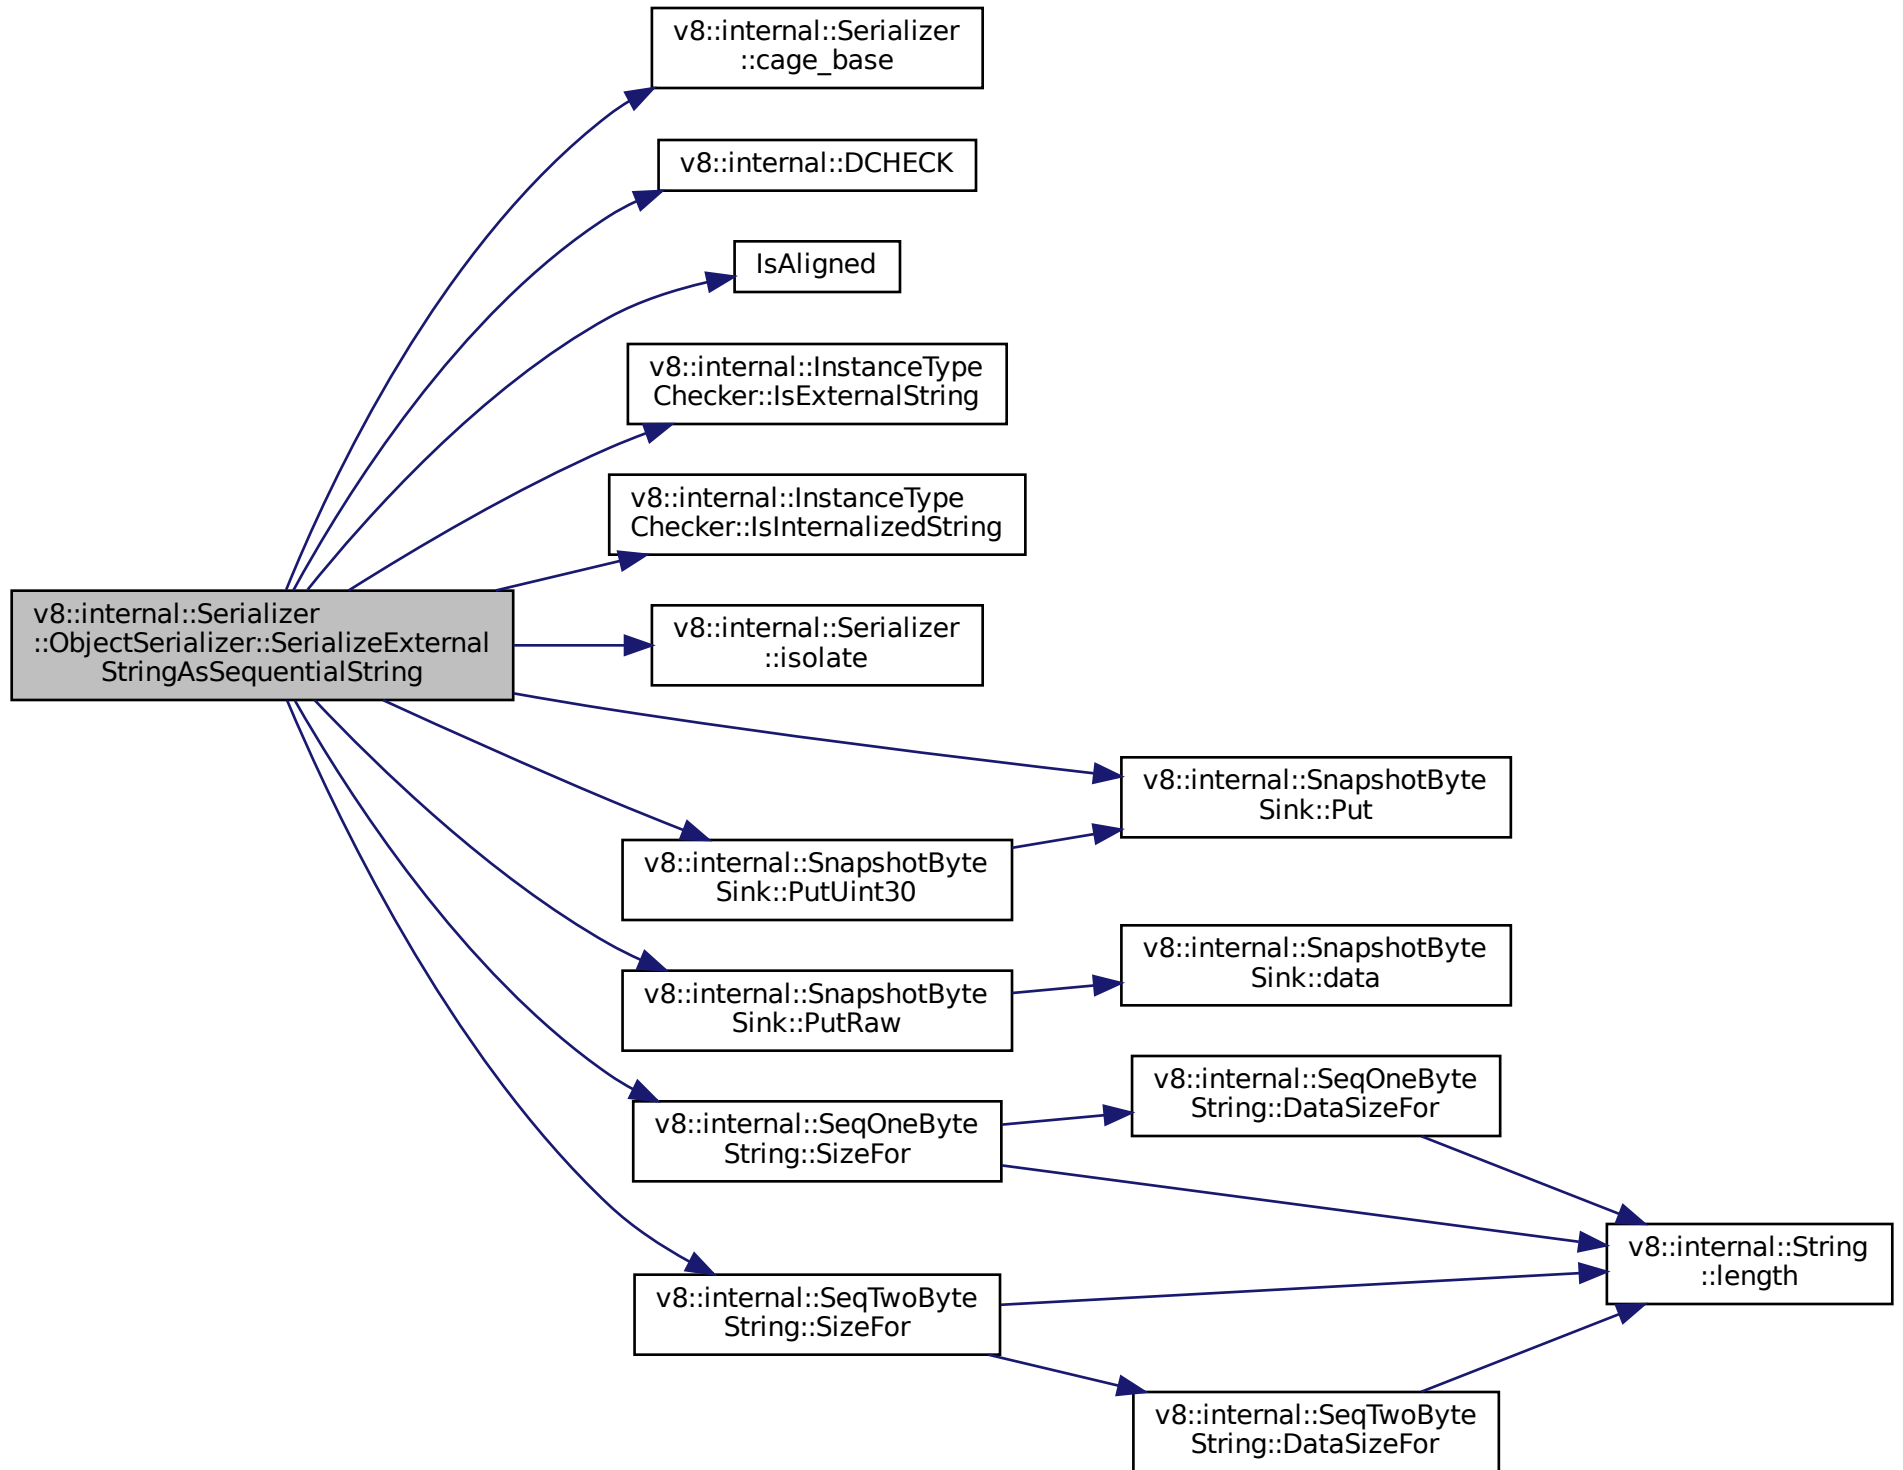 v8::internal::Serializer
::cage_base
v8::internal::DCHECK
IsAligned
v8::internal::InstanceType
Checker::IsExternalString
v8::internal::InstanceType
Checker::IsInternalizedString
v8::internal::Serializer
::ObjectSerializer::SerializeExternal
StringAsSequentialString
v8::internal::Serializer
::isolate
v8::internal::SnapshotByte
Sink::Put
v8::internal::SnapshotByte
Sink::PutUint30
v8::internal::SnapshotByte
Sink::data
v8::internal::SnapshotByte
Sink::PutRaw
v8::internal::SeqOneByte
String::DataSizeFor
v8::internal::SeqOneByte
String::SizeFor
v8::internal::String
::length
v8::internal::SeqTwoByte
String::SizeFor
v8::internal::SeqTwoByte
String::DataSizeFor